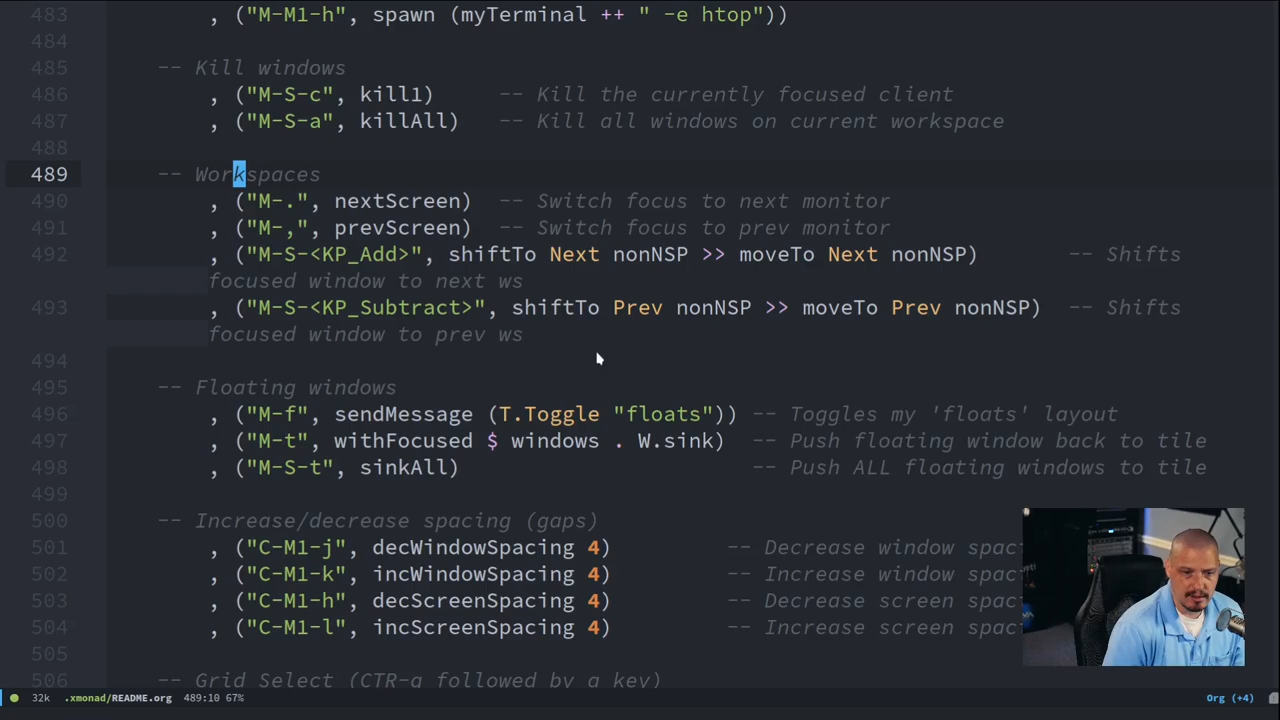 483 , ("M-M1-h", spawn (myTerminal ++ " -e htop"))
484
485 -- Kill windows
486 , ("M-S-c", kill1) -- Kill the currently focused client
487 , ("M-S-a", killAll) -- Kill all windows on current workspace
488
489 -- Workspaces
490 , ("M-.", nextScreen) -- Switch focus to next monitor
491 , ("M-,", prevScreen) -- Switch focus to prev monitor
492 , ("M-S-<KP_Add>", shiftTo Next nonNSP >> moveTo Next nonNSP) -- Shifts
focused window to next ws
493 , ("M-S-<KP_Subtract>", shiftTo Prev nonNSP >> moveTo Prev nonNSP) -- Shifts
focused window to prev ws
494
495 -- Floating windows
496 , ("M-f", sendMessage (T.Toggle "floats")) -- Toggles my 'floats' layout
497 , ("M-t", withFocused $ windows . W.sink) -- Push floating window back to tile
498 , ("M-S-t", sinkAll) -- Push ALL floating windows to tile
499
500 -- Increase/decrease spacing (gaps)
501 , ("C-M1-j", decWindowSpacing 4) -- Decrease window spac
502 , ("C-M1-k", incWindowSpacing 4) -- Increase window spac
503 , ("C-M1-h", decScreenSpacing 4) -- Decrease screen spac
504 , ("C-M1-l", incScreenSpacing 4) -- Increase screen spac
505
506 -- Grid Select (CTR-g followed by a key)
32k .xmonad/README.org 489:10 67% Org (+4)